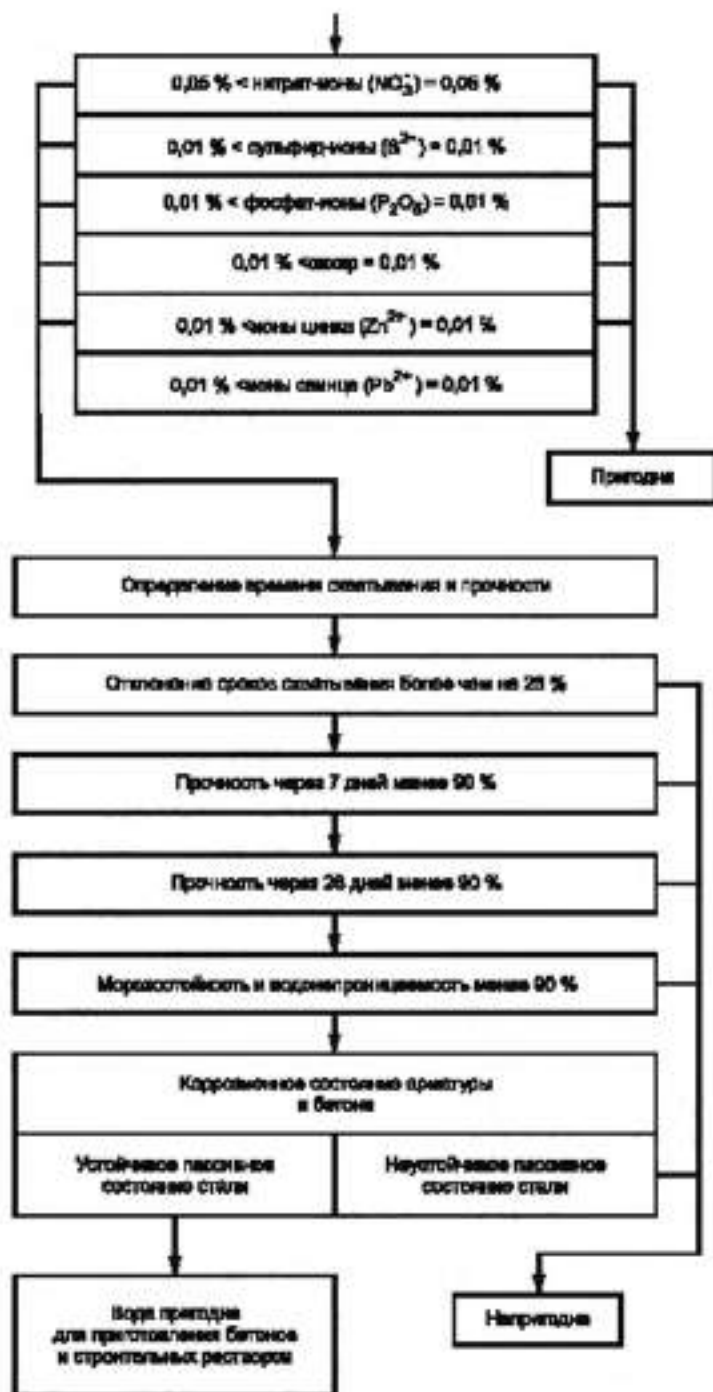 0,05 % < нитрат-ионы (NO₃⁻) = 0,05 %
0,01 % < сульфид-ионы (S²⁻) = 0,01 %
0,01 % < фосфат-ионы (P₂O₅) = 0,01 %
0,01 % <сахар = 0,01 %
0,01 % <ионы цинка (Zn²⁺) = 0,01 %
0,01 % <ионы свинца (Pb²⁺) = 0,01 %
Пригодна
Определение времени схватывания и прочности
Отклонение сроков схватывания более чем на 25 %
Прочность через 7 дней менее 90 %
Прочность через 28 дней менее 90 %
Морозостойкость и водонепроницаемость менее 90 %
Коррозионное состояние арматуры
в бетоне
Устойчивое пассивное
состояние стали
Неустойчивое пассивное
состояние стали
Вода пригодна
для приготовления бетонов
и строительных растворов
Непригодна